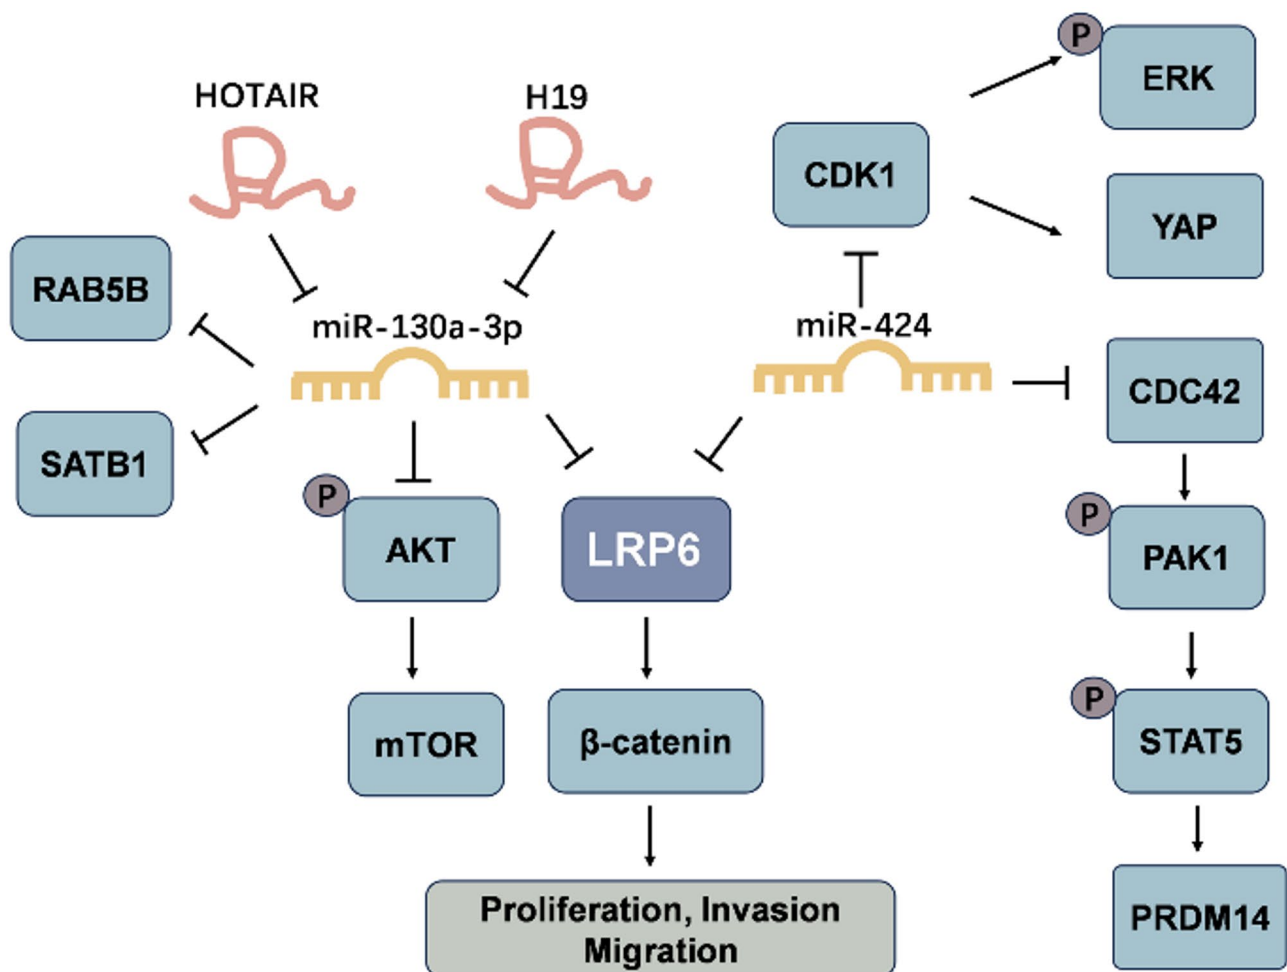 HOTAIR
H19
P
ERK
CDK1
YAP
RAB5B
miR-130a-3p
miR-424
CDC42
SATB1
P
AKT
LRP6
P
PAK1
mTOR
β-catenin
P
STAT5
Proliferation, Invasion
Migration
PRDM14